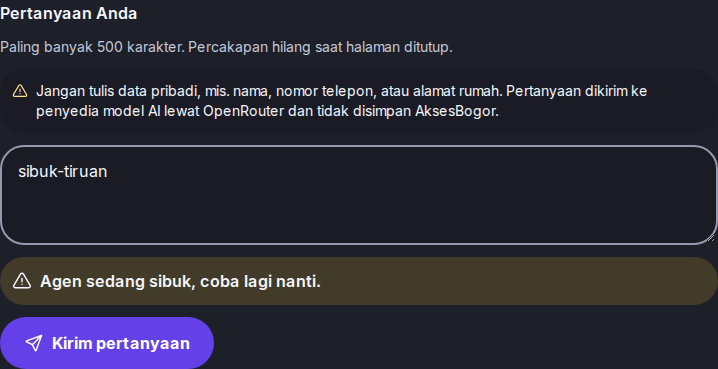 Pertanyaan Anda
Paling banyak 500 karakter. Percakapan hilang saat halaman ditutup.
Jangan tulis data pribadi, mis. nama, nomor telepon, atau alamat rumah. Pertanyaan dikirim ke
penyedia model AI lewat OpenRouter dan tidak disimpan AksesBogor.
sibuk-tiruan
Agen sedang sibuk, coba lagi nanti.
Kirim pertanyaan